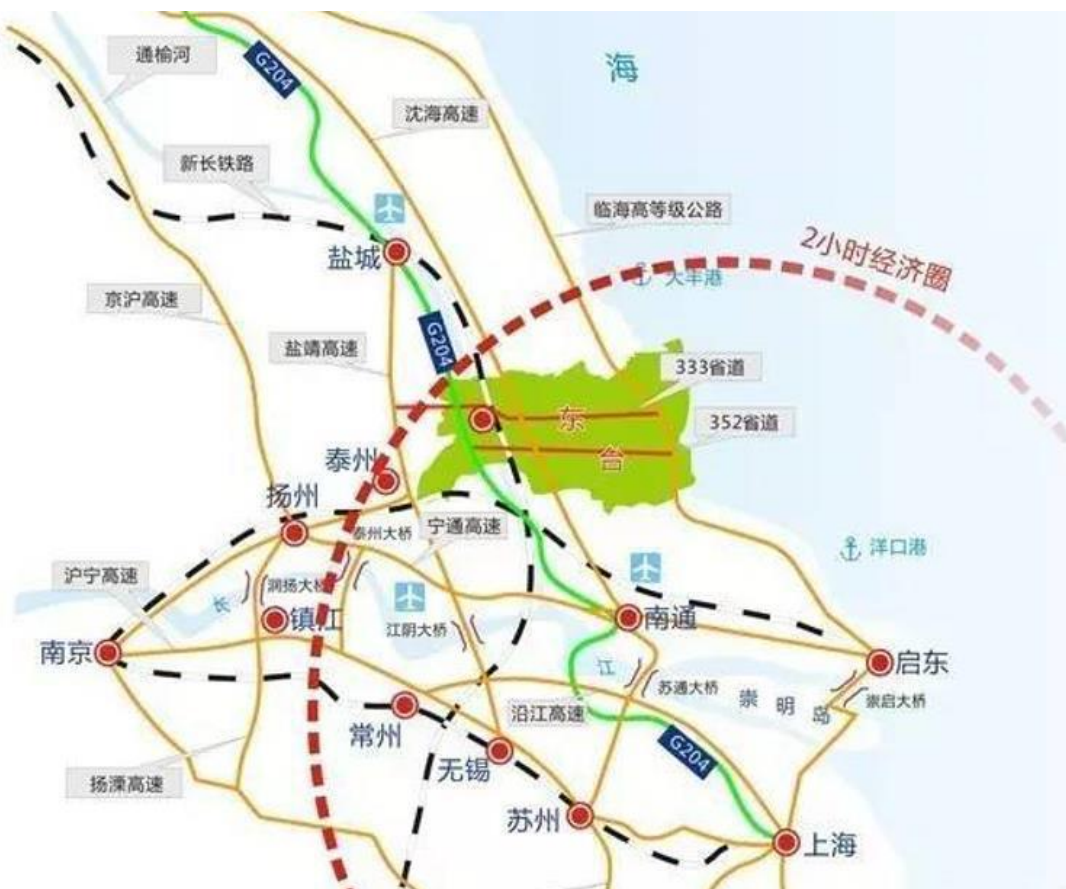 通榆河
G204
海
沈海高速
新长铁路
临海高等级公路
盐城
2小时经济圈
大丰港
京沪高速
盐靖高速
G204
333省道
东
352省道
台
泰州
扬州
泰州大桥
宁通高速
洋口港
沪宁高速
润扬大桥
长
镇江
江阴大桥
南通
南京
启东
江
苏通大桥
崇明岛
崇启大桥
沿江高速
常州
无锡
G204
扬溧高速
苏州
上海